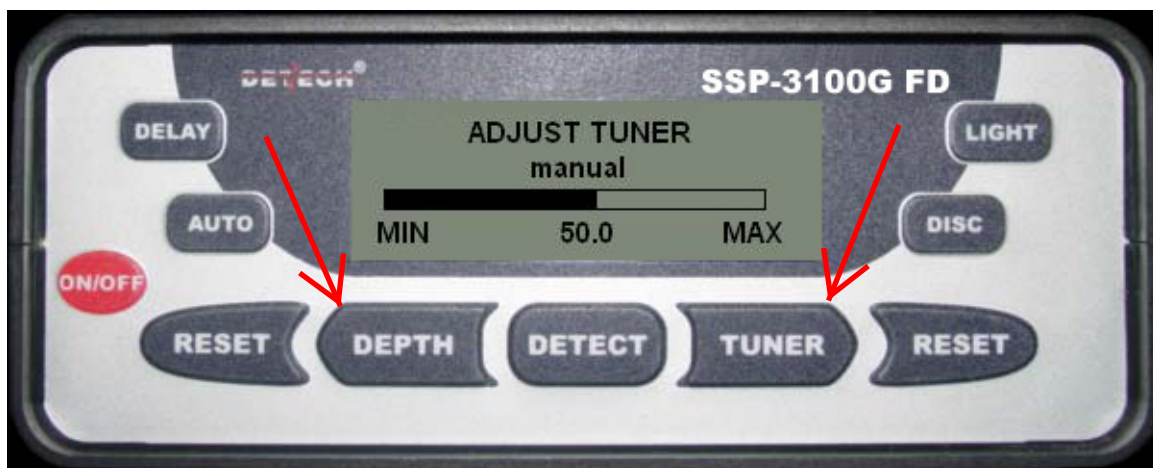 DETECH®
SSP-3100G FD
DELAY
ADJUST TUNER
LIGHT
manual
AUTO
MIN 50.0 MAX
DISC
ON/OFF
RESET DEPTH DETECT TUNER RESET